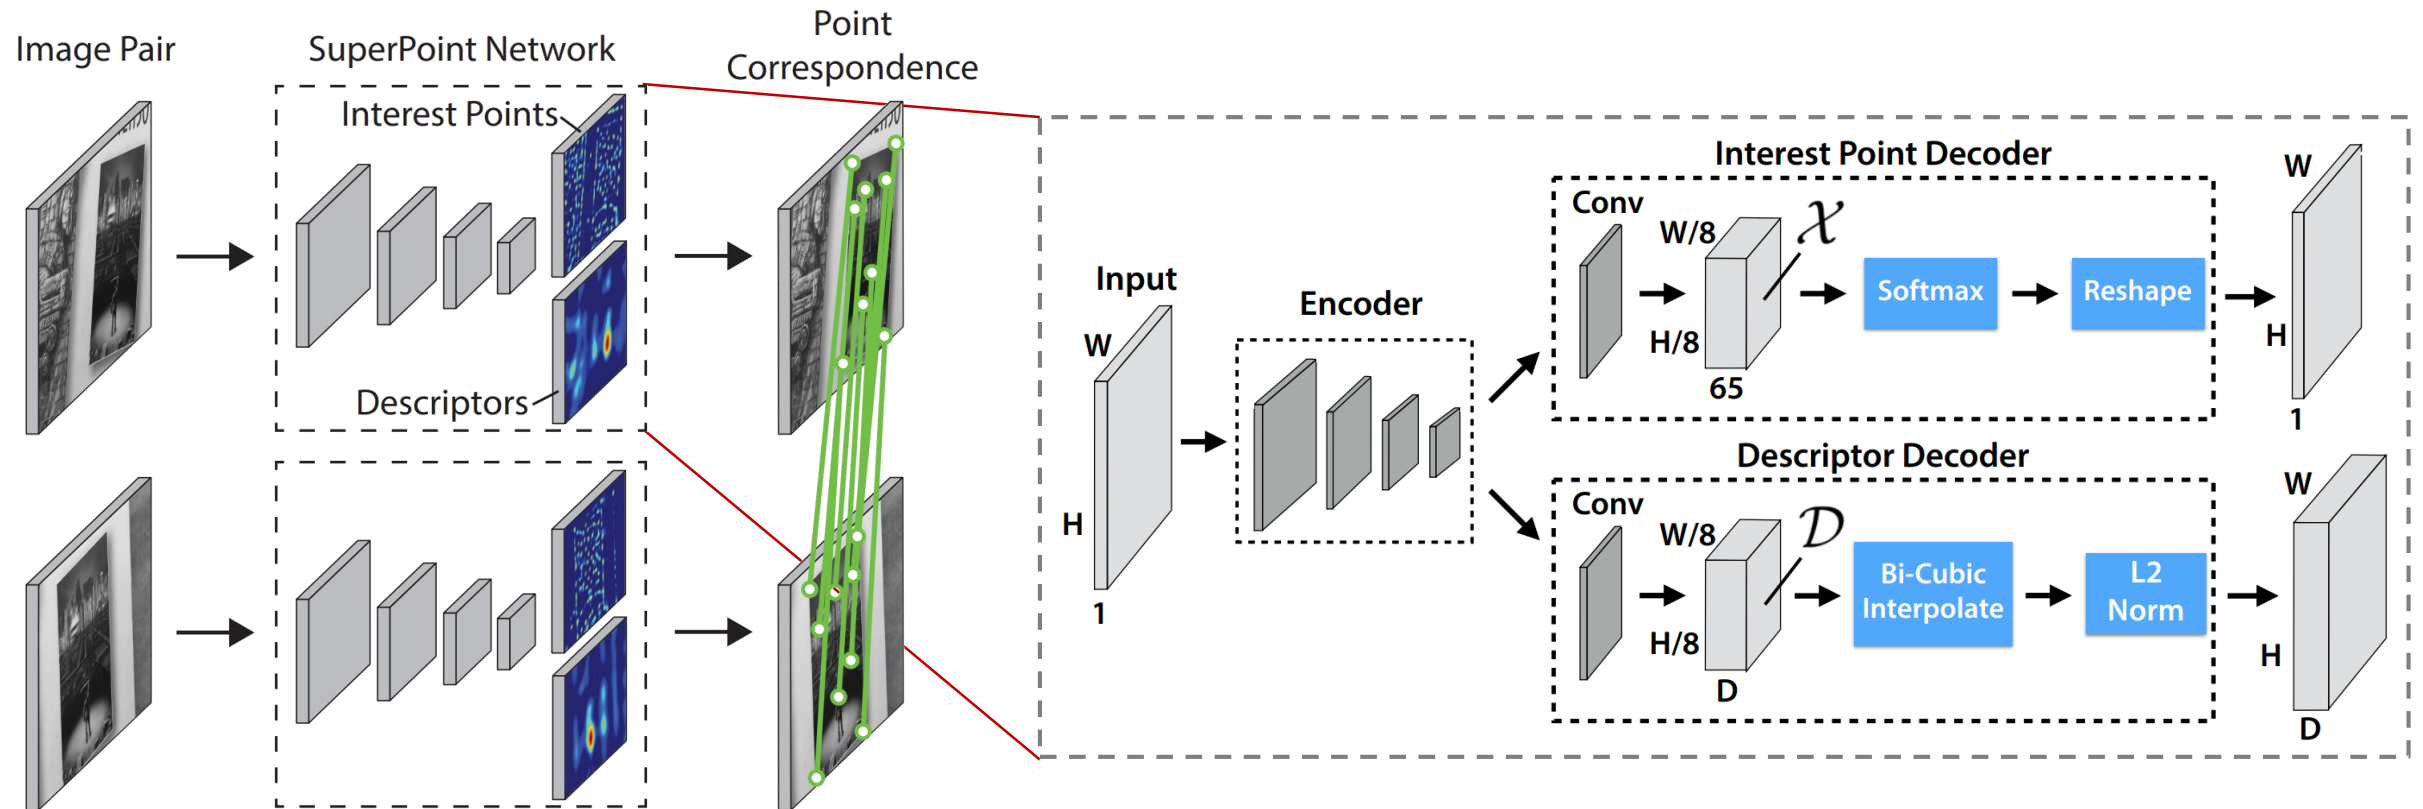 Image Pair
SuperPoint Network
Point
Correspondence
Interest Points
Descriptors
Input
W
H
1
Encoder
Interest Point Decoder
Conv
W/8
H/8
65
𝒳
Softmax
Reshape
W
H
1
Descriptor Decoder
Conv
W/8
H/8
D
𝒟
Bi-Cubic
Interpolate
L2
Norm
W
H
D